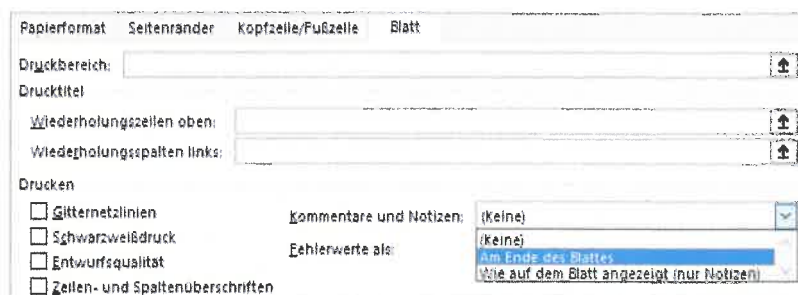 Papierformat Seitenränder Kopfzeile/Fußzeile Blatt
Druckbereich:
Drucktitel
Wiederholungszeilen oben:
Wiederholungsspalten links:
Drucken
Gitternetzlinien
Kommentare und Notizen: (Keine)
Schwarzweißdruck
(Keine)
Fehlerwerte als:
Am Ende des Blattes
Entwurfsqualität
Wie auf dem Blatt angezeigt (nur Notizen)
Zeilen- und Spaltenüberschriften